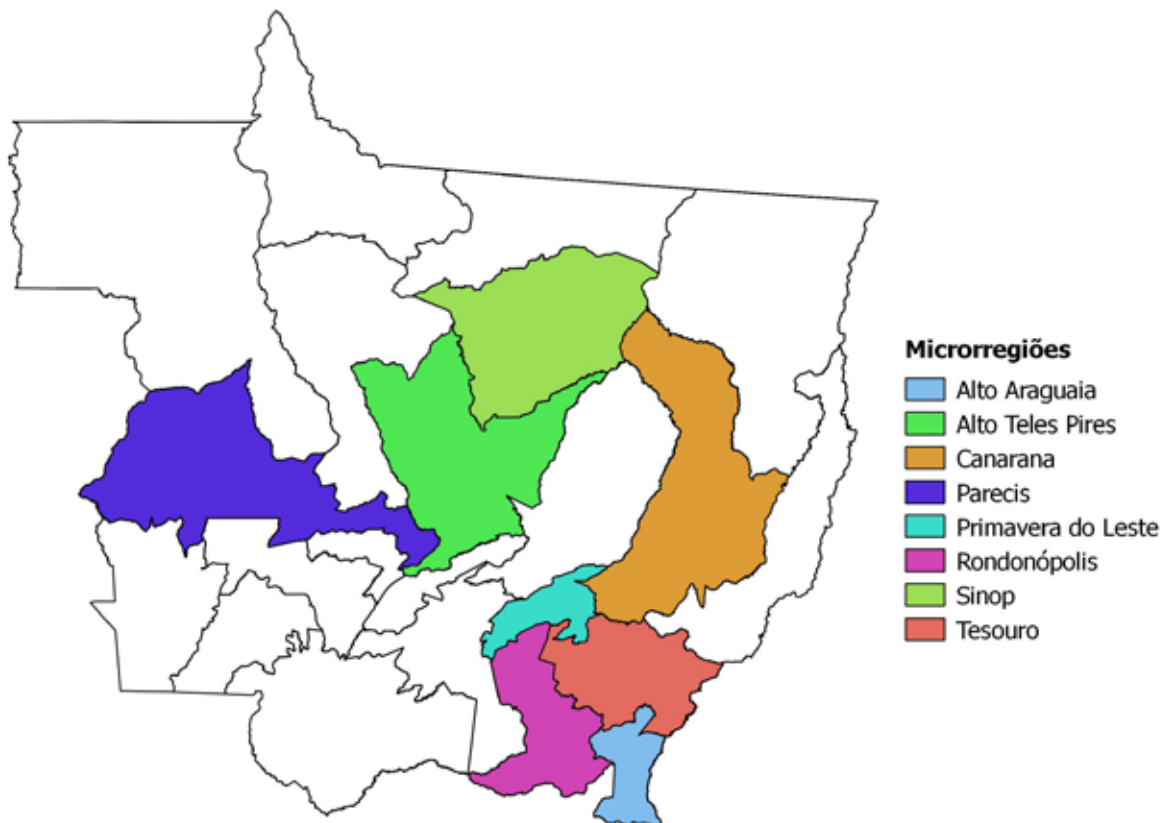 Microrregiões
Alto Araguaia
Alto Teles Pires
Canarana
Parecis
Primavera do Leste
Rondonópolis
Sinop
Tesouro